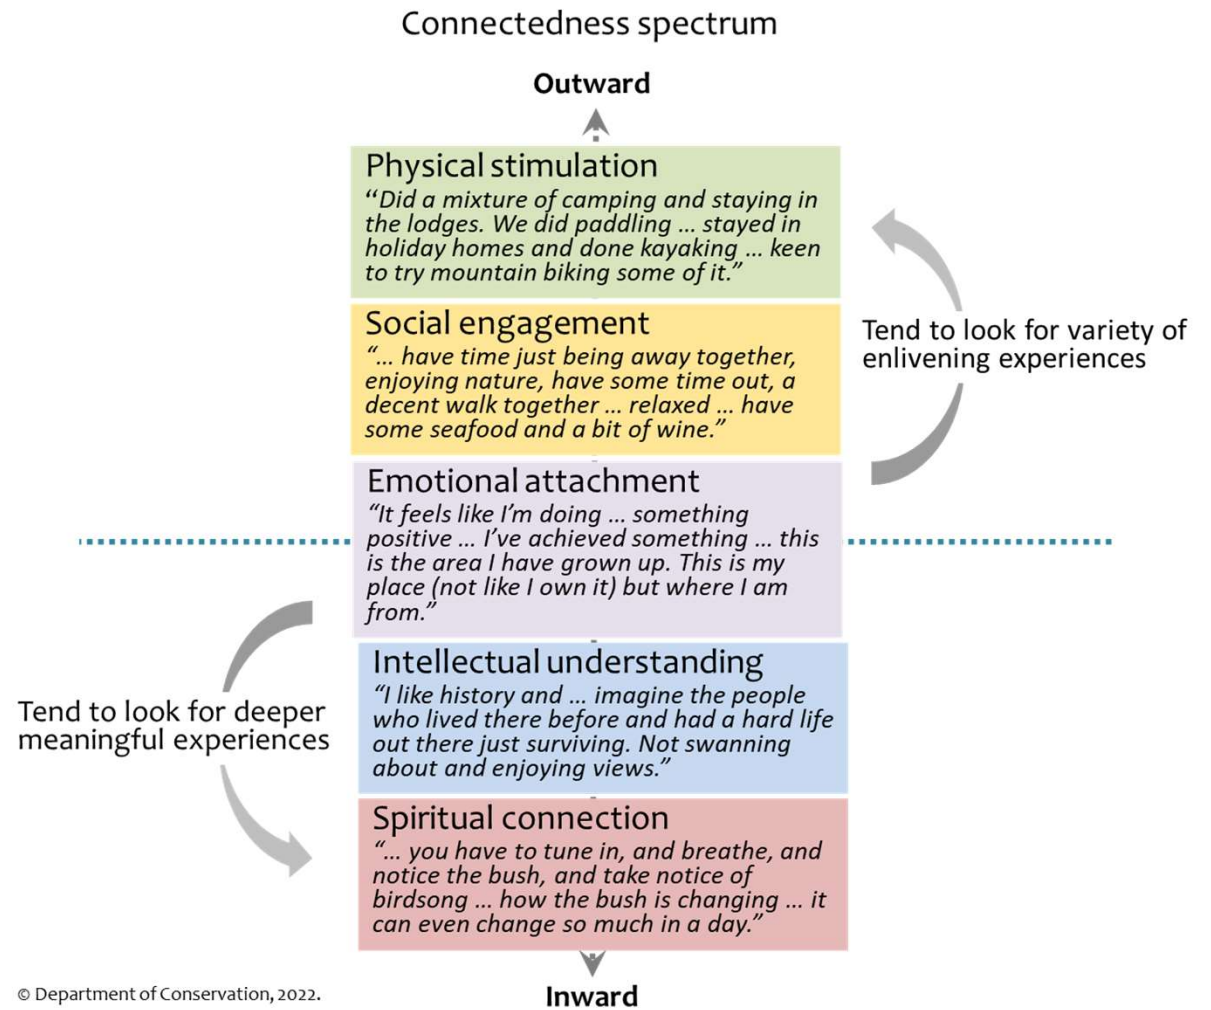 Connectedness spectrum
Outward
Physical stimulation
“Did a mixture of camping and staying in
the lodges. We did paddling ... stayed in
holiday homes and done kayaking ... keen
to try mountain biking some of it.”
Social engagement
“... have time just being away together,
enjoying nature, have some time out, a
decent walk together ... relaxed ... have
some seafood and a bit of wine.”
Tend to look for variety of
enlivening experiences
Emotional attachment
“It feels like I’m doing ... something
positive ... I’ve achieved something ... this
is the area I have grown up. This is my
place (not like I own it) but where I am
from.”
Intellectual understanding
“I like history and ... imagine the people
who lived there before and had a hard life
out there just surviving. Not swanning
about and enjoying views.”
Tend to look for deeper
meaningful experiences
Spiritual connection
“... you have to tune in, and breathe, and
notice the bush, and take notice of
birdsong ... how the bush is changing ... it
can even change so much in a day.”
Inward
© Department of Conservation, 2022.